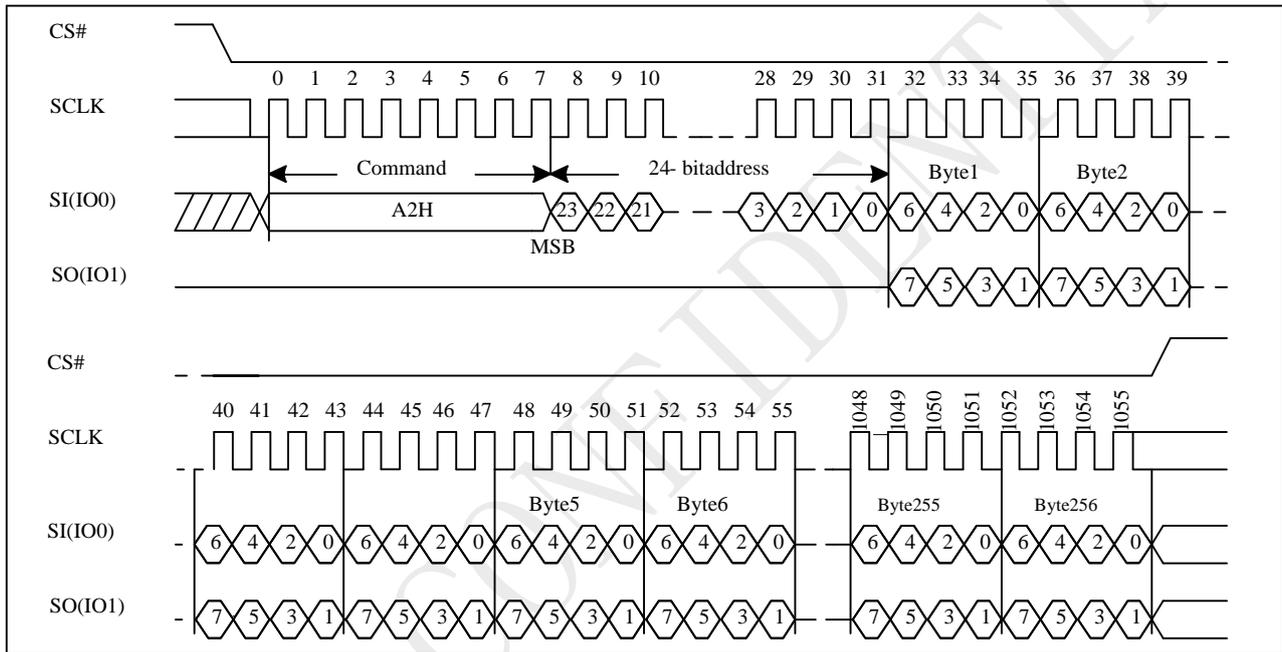 CS#
0 1 2 3 4 5 6 7 8 9 10 28 29 30 31 32 33 34 35 36 37 38 39
SCLK
Command 24- bitaddress Byte1 Byte2
SI(IO0) A2H 23 22 21 3 2 1 0 6 4 2 0 6 4 2 0
MSB
SO(IO1) 7 5 3 1 7 5 3 1
CS#
40 41 42 43 44 45 46 47 48 49 50 51 52 53 54 55 1048 1049 1050 1051 1052 1053 1054 1055
SCLK
Byte5 Byte6 Byte255 Byte256
SI(IO0) 6 4 2 0 6 4 2 0 6 4 2 0 6 4 2 0 6 4 2 0 6 4 2 0
SO(IO1) 7 5 3 1 7 5 3 1 7 5 3 1 7 5 3 1 7 5 3 1 7 5 3 1
CONFIDENTI